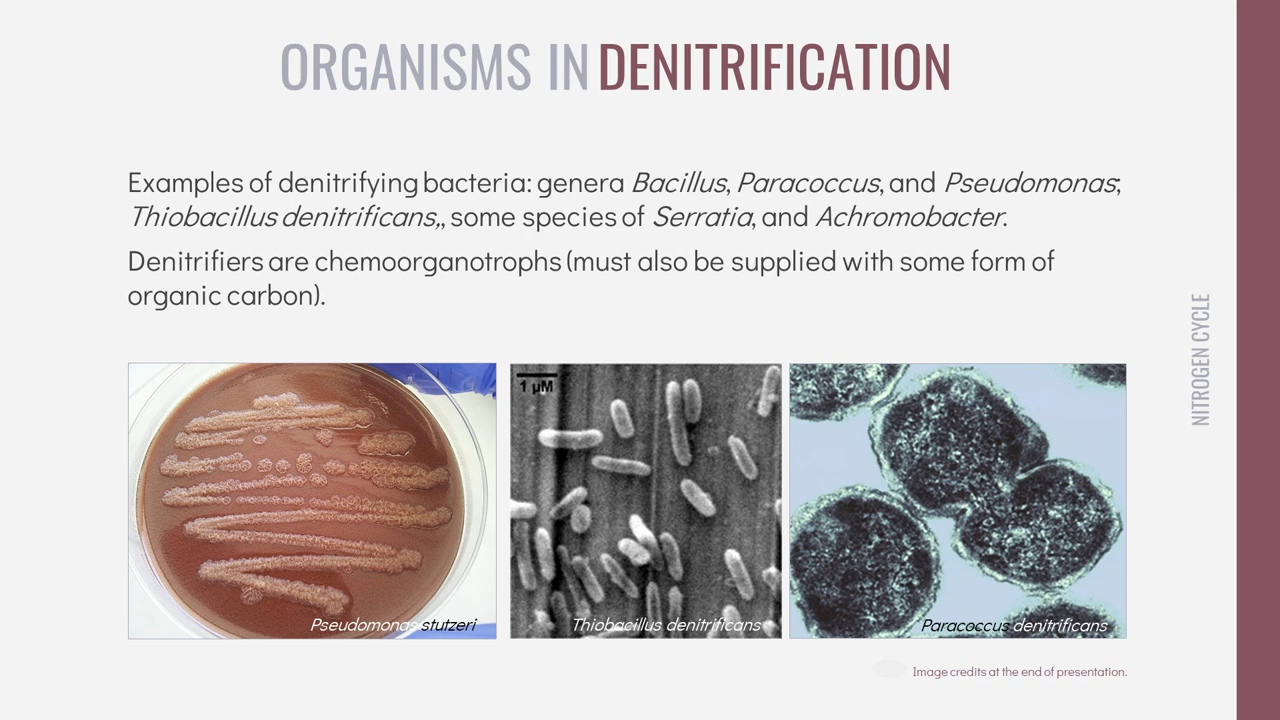 ORGANISMS IN DENITRIFICATION
Examples of denitrifying bacteria: genera Bacillus, Paracoccus, and Pseudomonas;
Thiobacillus denitrificans,, some species of Serratia, and Achromobacter.
Denitrifiers are chemoorganotrophs (must also be supplied with some form of
organic carbon).
NITROGEN CYCLE
1 µM
Pseudomonas stutzeri
Thiobacillus denitrificans
Paracoccus denitrificans
Image credits at the end of presentation.